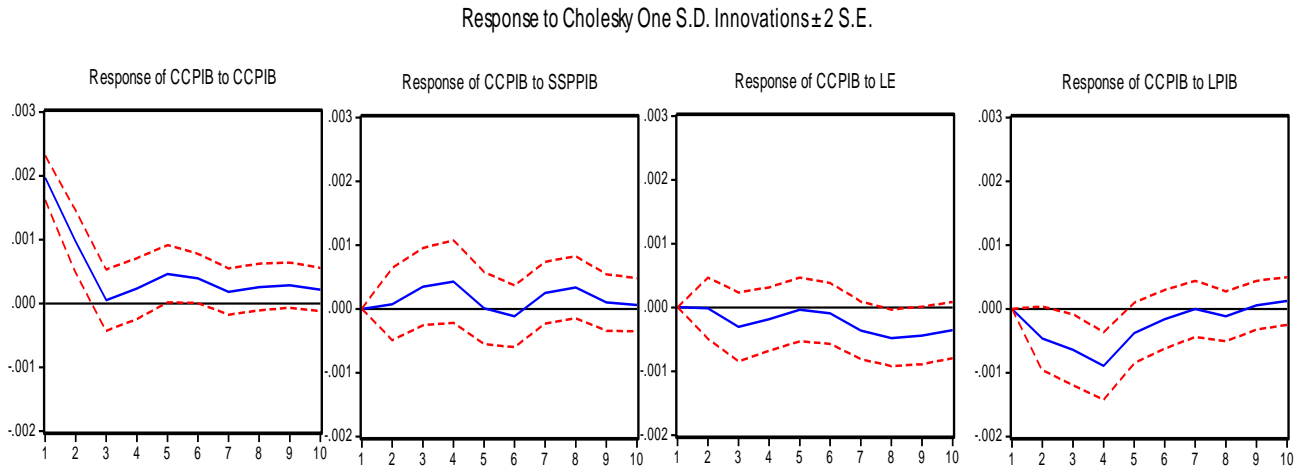 Response to Cholesky One S.D. Innovations ± 2 S.E.
Response of CCPIB to CCPIB
.003
.002
.001
.000
-.001
-.002
1 2 3 4 5 6 7 8 9 10
Response of CCPIB to SSPPIB
.003
.002
.001
.000
-.001
-.002
1 2 3 4 5 6 7 8 9 10
Response of CCPIB to LE
.003
.002
.001
.000
-.001
-.002
1 2 3 4 5 6 7 8 9 10
Response of CCPIB to LPIB
.003
.002
.001
.000
-.001
-.002
1 2 3 4 5 6 7 8 9 10